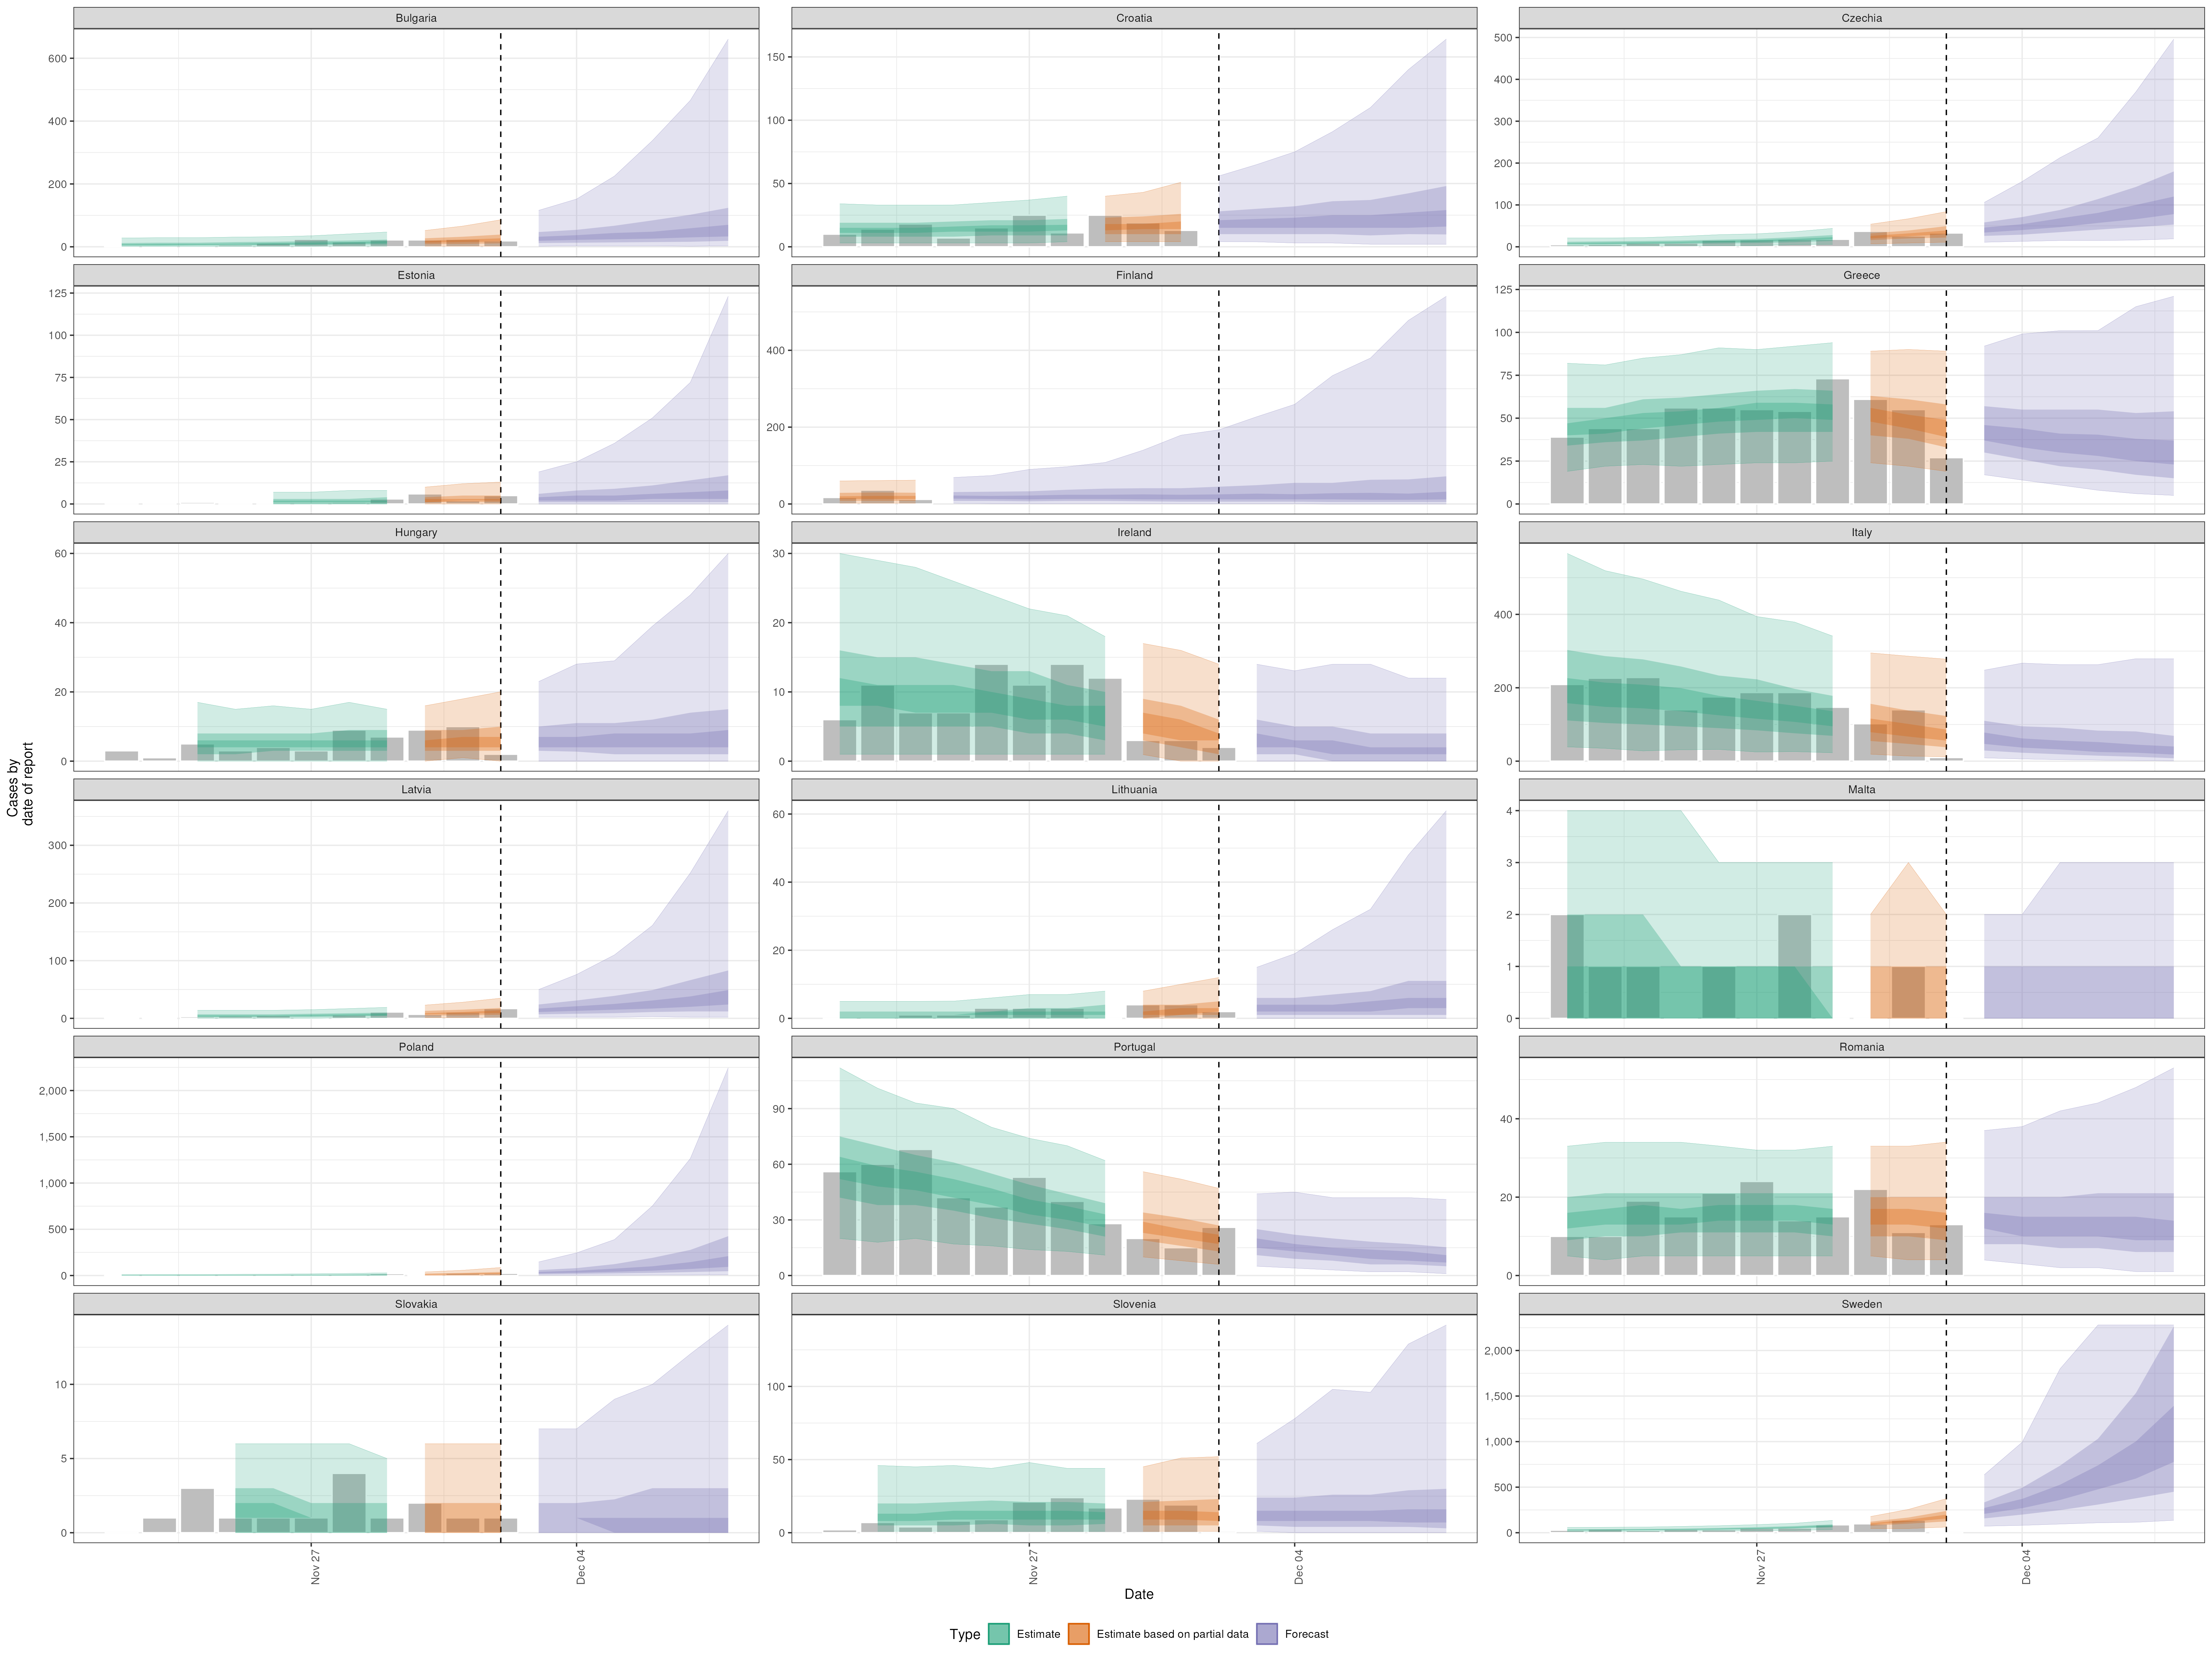 Bulgaria
Croatia
Czechia
600
400
200
0
150
100
50
0
500
400
300
200
100
0
Estonia
Finland
Greece
125
100
75
50
25
0
400
200
0
125
100
75
50
25
0
Hungary
Ireland
Italy
60
40
20
0
30
20
10
0
400
200
0
Cases by
date of report
Latvia
Lithuania
Malta
300
200
100
0
60
40
20
0
4
3
2
1
0
Poland
Portugal
Romania
2,000
1,500
1,000
500
0
90
60
30
0
40
20
0
Slovakia
Slovenia
Sweden
10
5
0
100
50
0
2,000
1,500
1,000
500
0
Nov 27
Dec 04
Nov 27
Dec 04
Nov 27
Dec 04
Date
Type Estimate Estimate based on partial data Forecast